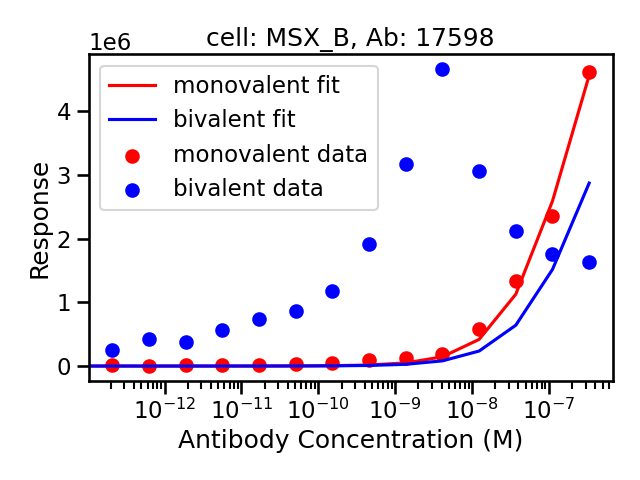 cell: MSX_B, Ab: 17598
1e6
monovalent fit
bivalent fit
monovalent data
bivalent data
Response
4
3
2
1
0
10⁻¹² 10⁻¹¹ 10⁻¹⁰ 10⁻⁹ 10⁻⁸ 10⁻⁷
Antibody Concentration (M)